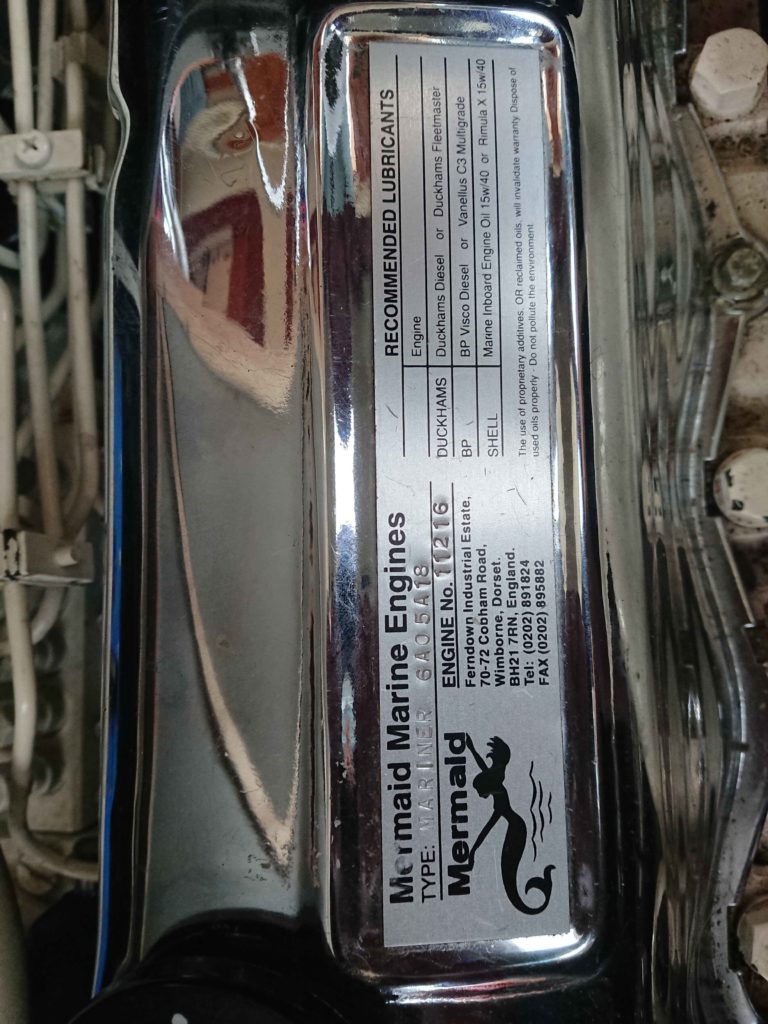 Mermaid Marine Engines
TYPE: MARINER 6A05A18
Mermaid
ENGINE No. 11216
Ferndown Industrial Estate,
70-72 Cobham Road,
Wimborne, Dorset.
BH21 7RN, England.
Tel: (0202) 891824
FAX (0202) 895882
RECOMMENDED LUBRICANTS
Engine
DUCKHAMS Duckhams Diesel or Duckhams Fleetmaster
BP BP Visco Diesel or Vanellus C3 Multigrade
SHELL Marine Inboard Engine Oil 15w/40 or Rimula X 15w/40
The use of proprietary additives, OR reclaimed oils, will invalidate warranty. Dispose of
used oils properly - Do not pollute the environment